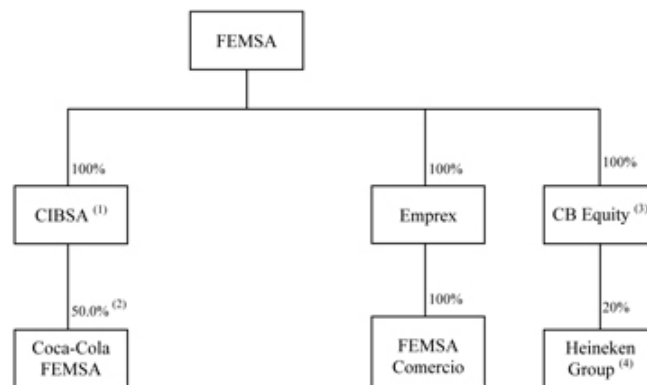 FEMSA
100%
100%
100%
CIBSA (1)
Emprex
CB Equity (3)
50.0% (2)
100%
20%
Coca-Cola
FEMSA
FEMSA
Comercio
Heineken
Group (4)